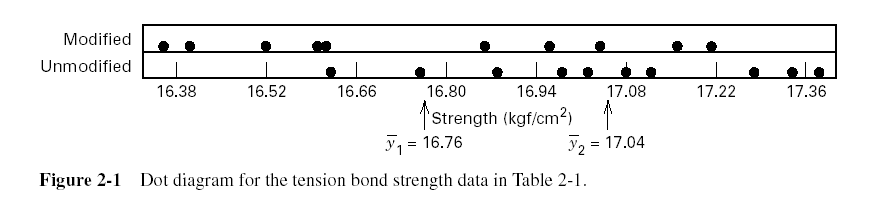 Modified
Unmodified
16.38 16.52 16.66 16.80 16.94 17.08 17.22 17.36
Strength (kgf/cm²)
y̅₁ = 16.76 y̅₂ = 17.04
Figure 2-1 Dot diagram for the tension bond strength data in Table 2-1.